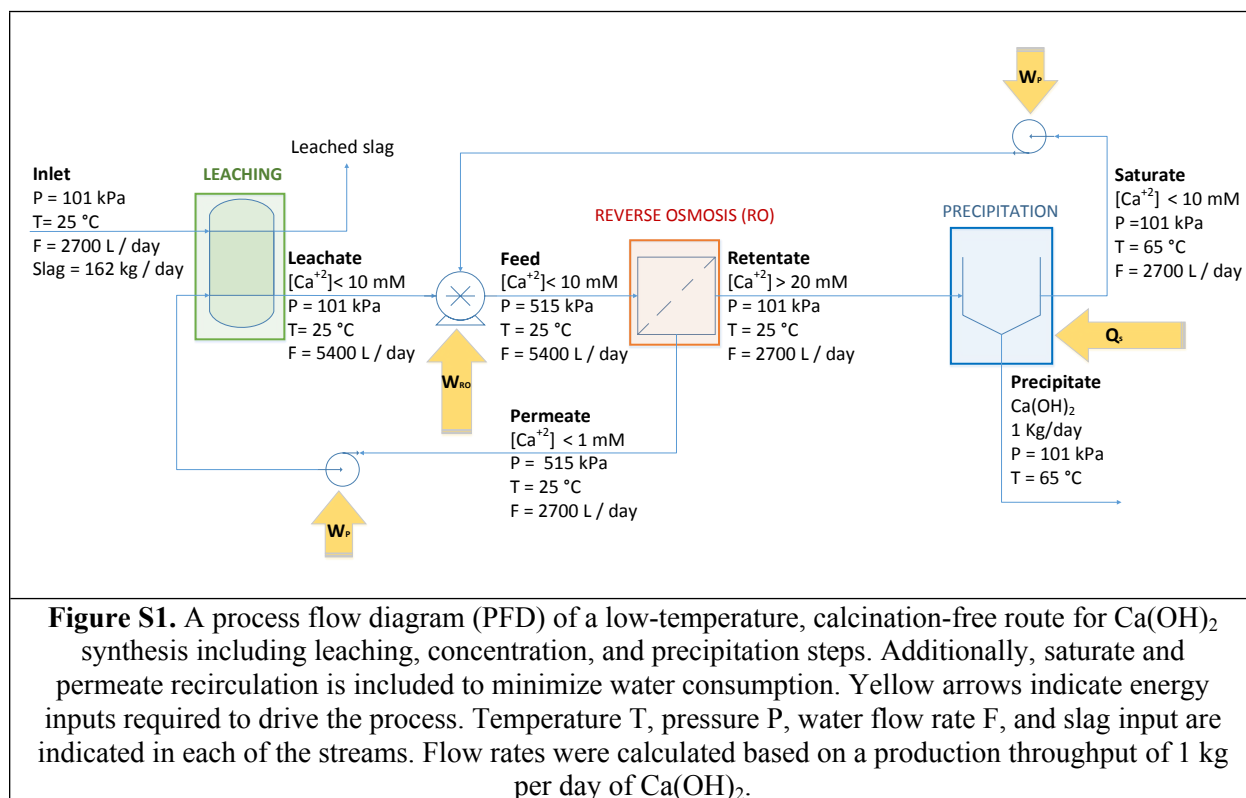 Wₚ
Leached slag
Inlet
P = 101 kPa
T= 25 °C
F = 2700 L / day
Slag = 162 kg / day
LEACHING
Leachate
[Ca⁺²]< 10 mM
P = 101 kPa
T= 25 °C
F = 5400 L / day
W_RO
Feed
[Ca⁺²]< 10 mM
P = 515 kPa
T = 25 °C
F = 5400 L / day
REVERSE OSMOSIS (RO)
Retentate
[Ca⁺²] > 20 mM
P = 101 kPa
T = 25 °C
F = 2700 L / day
PRECIPITATION
Saturate
[Ca⁺²] < 10 mM
P =101 kPa
T = 65 °C
F = 2700 L / day
Qₛ
Precipitate
Ca(OH)₂
1 Kg/day
P = 101 kPa
T = 65 °C
Permeate
[Ca⁺²] < 1 mM
P =  515 kPa
T = 25 °C
F = 2700 L / day
Wₚ
Figure S1. A process flow diagram (PFD) of a low-temperature, calcination-free route for Ca(OH)₂
synthesis including leaching, concentration, and precipitation steps. Additionally, saturate and
permeate recirculation is included to minimize water consumption. Yellow arrows indicate energy
inputs required to drive the process. Temperature T, pressure P, water flow rate F, and slag input are
indicated in each of the streams. Flow rates were calculated based on a production throughput of 1 kg
per day of Ca(OH)₂.